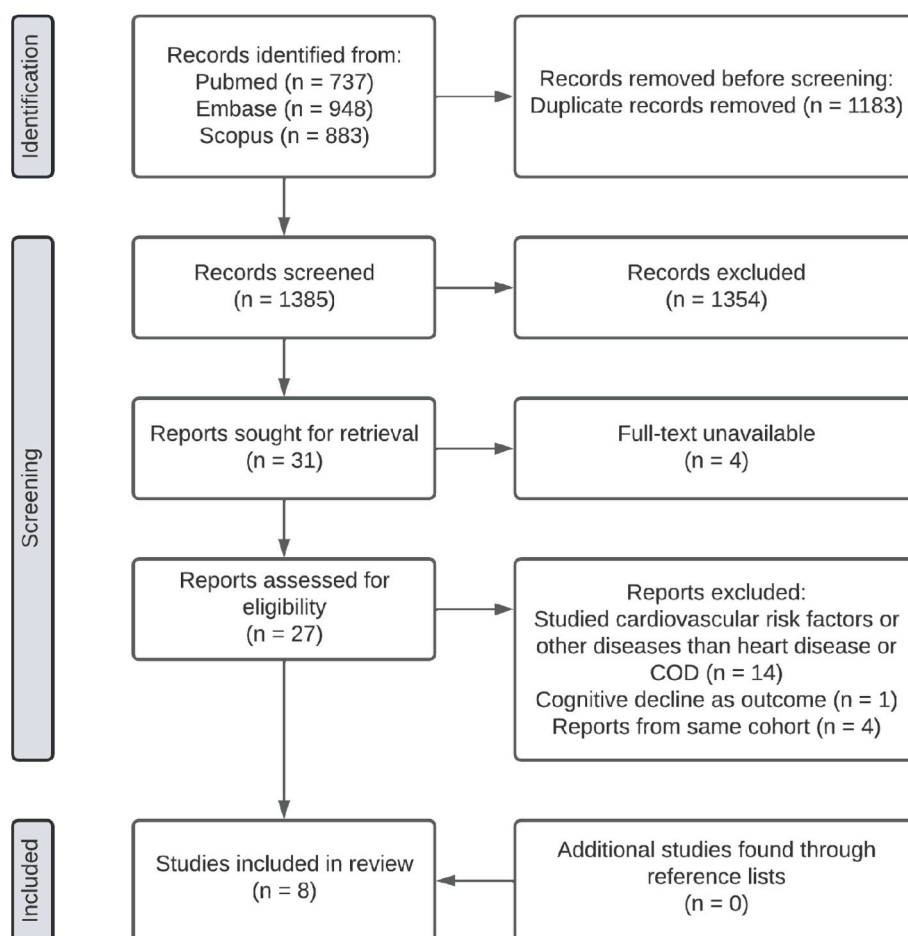 Identification
Records identified from:
Pubmed (n = 737)
Embase (n = 948)
Scopus (n = 883)
Records removed before screening:
Duplicate records removed (n = 1183)
Screening
Records screened
(n = 1385)
Records excluded
(n = 1354)
Reports sought for retrieval
(n = 31)
Full-text unavailable
(n = 4)
Reports assessed for
eligibility
(n = 27)
Reports excluded:
Studied cardiovascular risk factors or
other diseases than heart disease or
COD (n = 14)
Cognitive decline as outcome (n = 1)
Reports from same cohort (n = 4)
Included
Studies included in review
(n = 8)
Additional studies found through
reference lists
(n = 0)